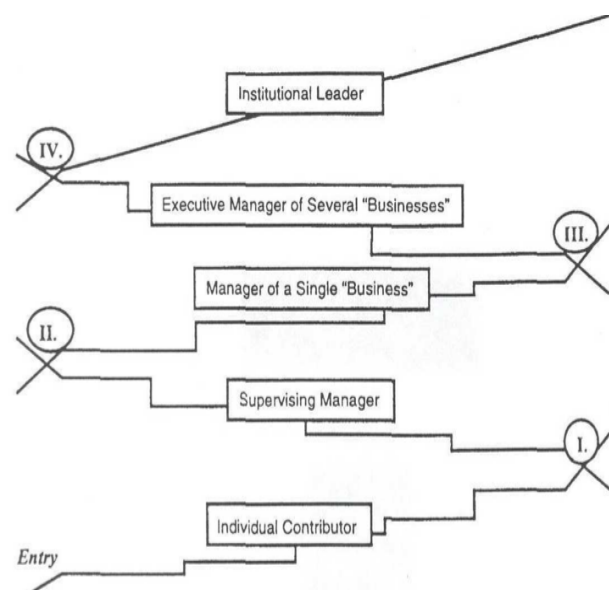 Institutional Leader
IV.
Executive Manager of Several "Businesses"
III.
Manager of a Single "Business"
II.
Supervising Manager
I.
Individual Contributor
Entry